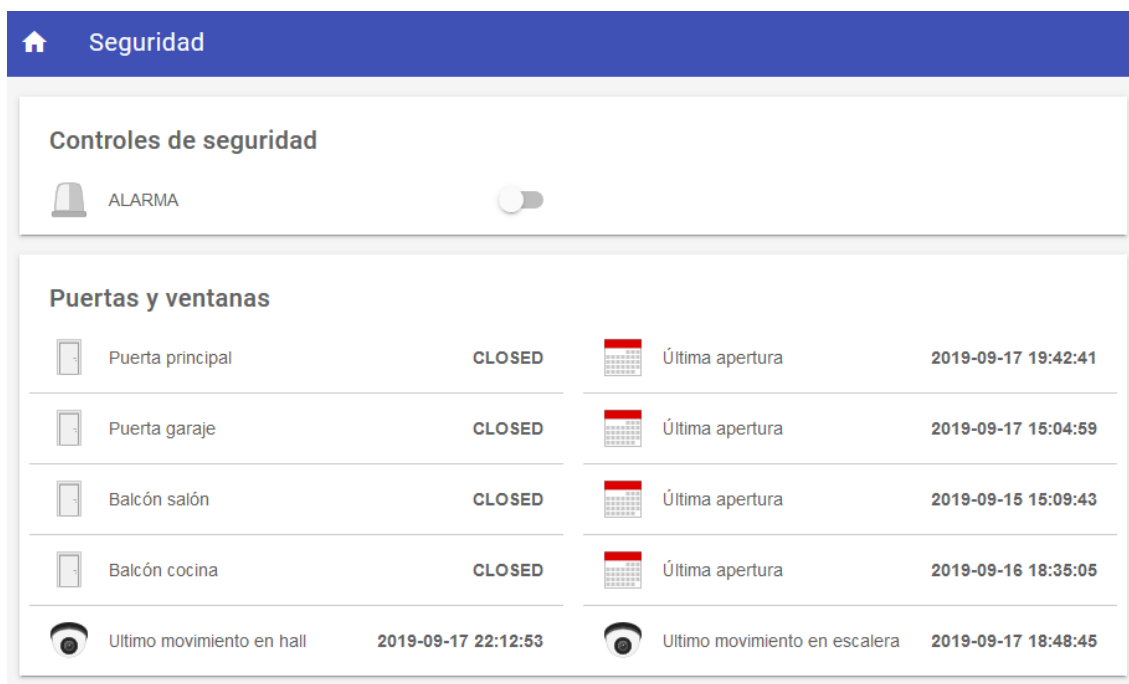 Seguridad
Controles de seguridad
ALARMA
Puertas y ventanas
Puerta principal CLOSED Última apertura 2019-09-17 19:42:41
Puerta garaje CLOSED Última apertura 2019-09-17 15:04:59
Balcón salón CLOSED Última apertura 2019-09-15 15:09:43
Balcón cocina CLOSED Última apertura 2019-09-16 18:35:05
Ultimo movimiento en hall 2019-09-17 22:12:53 Ultimo movimiento en escalera 2019-09-17 18:48:45